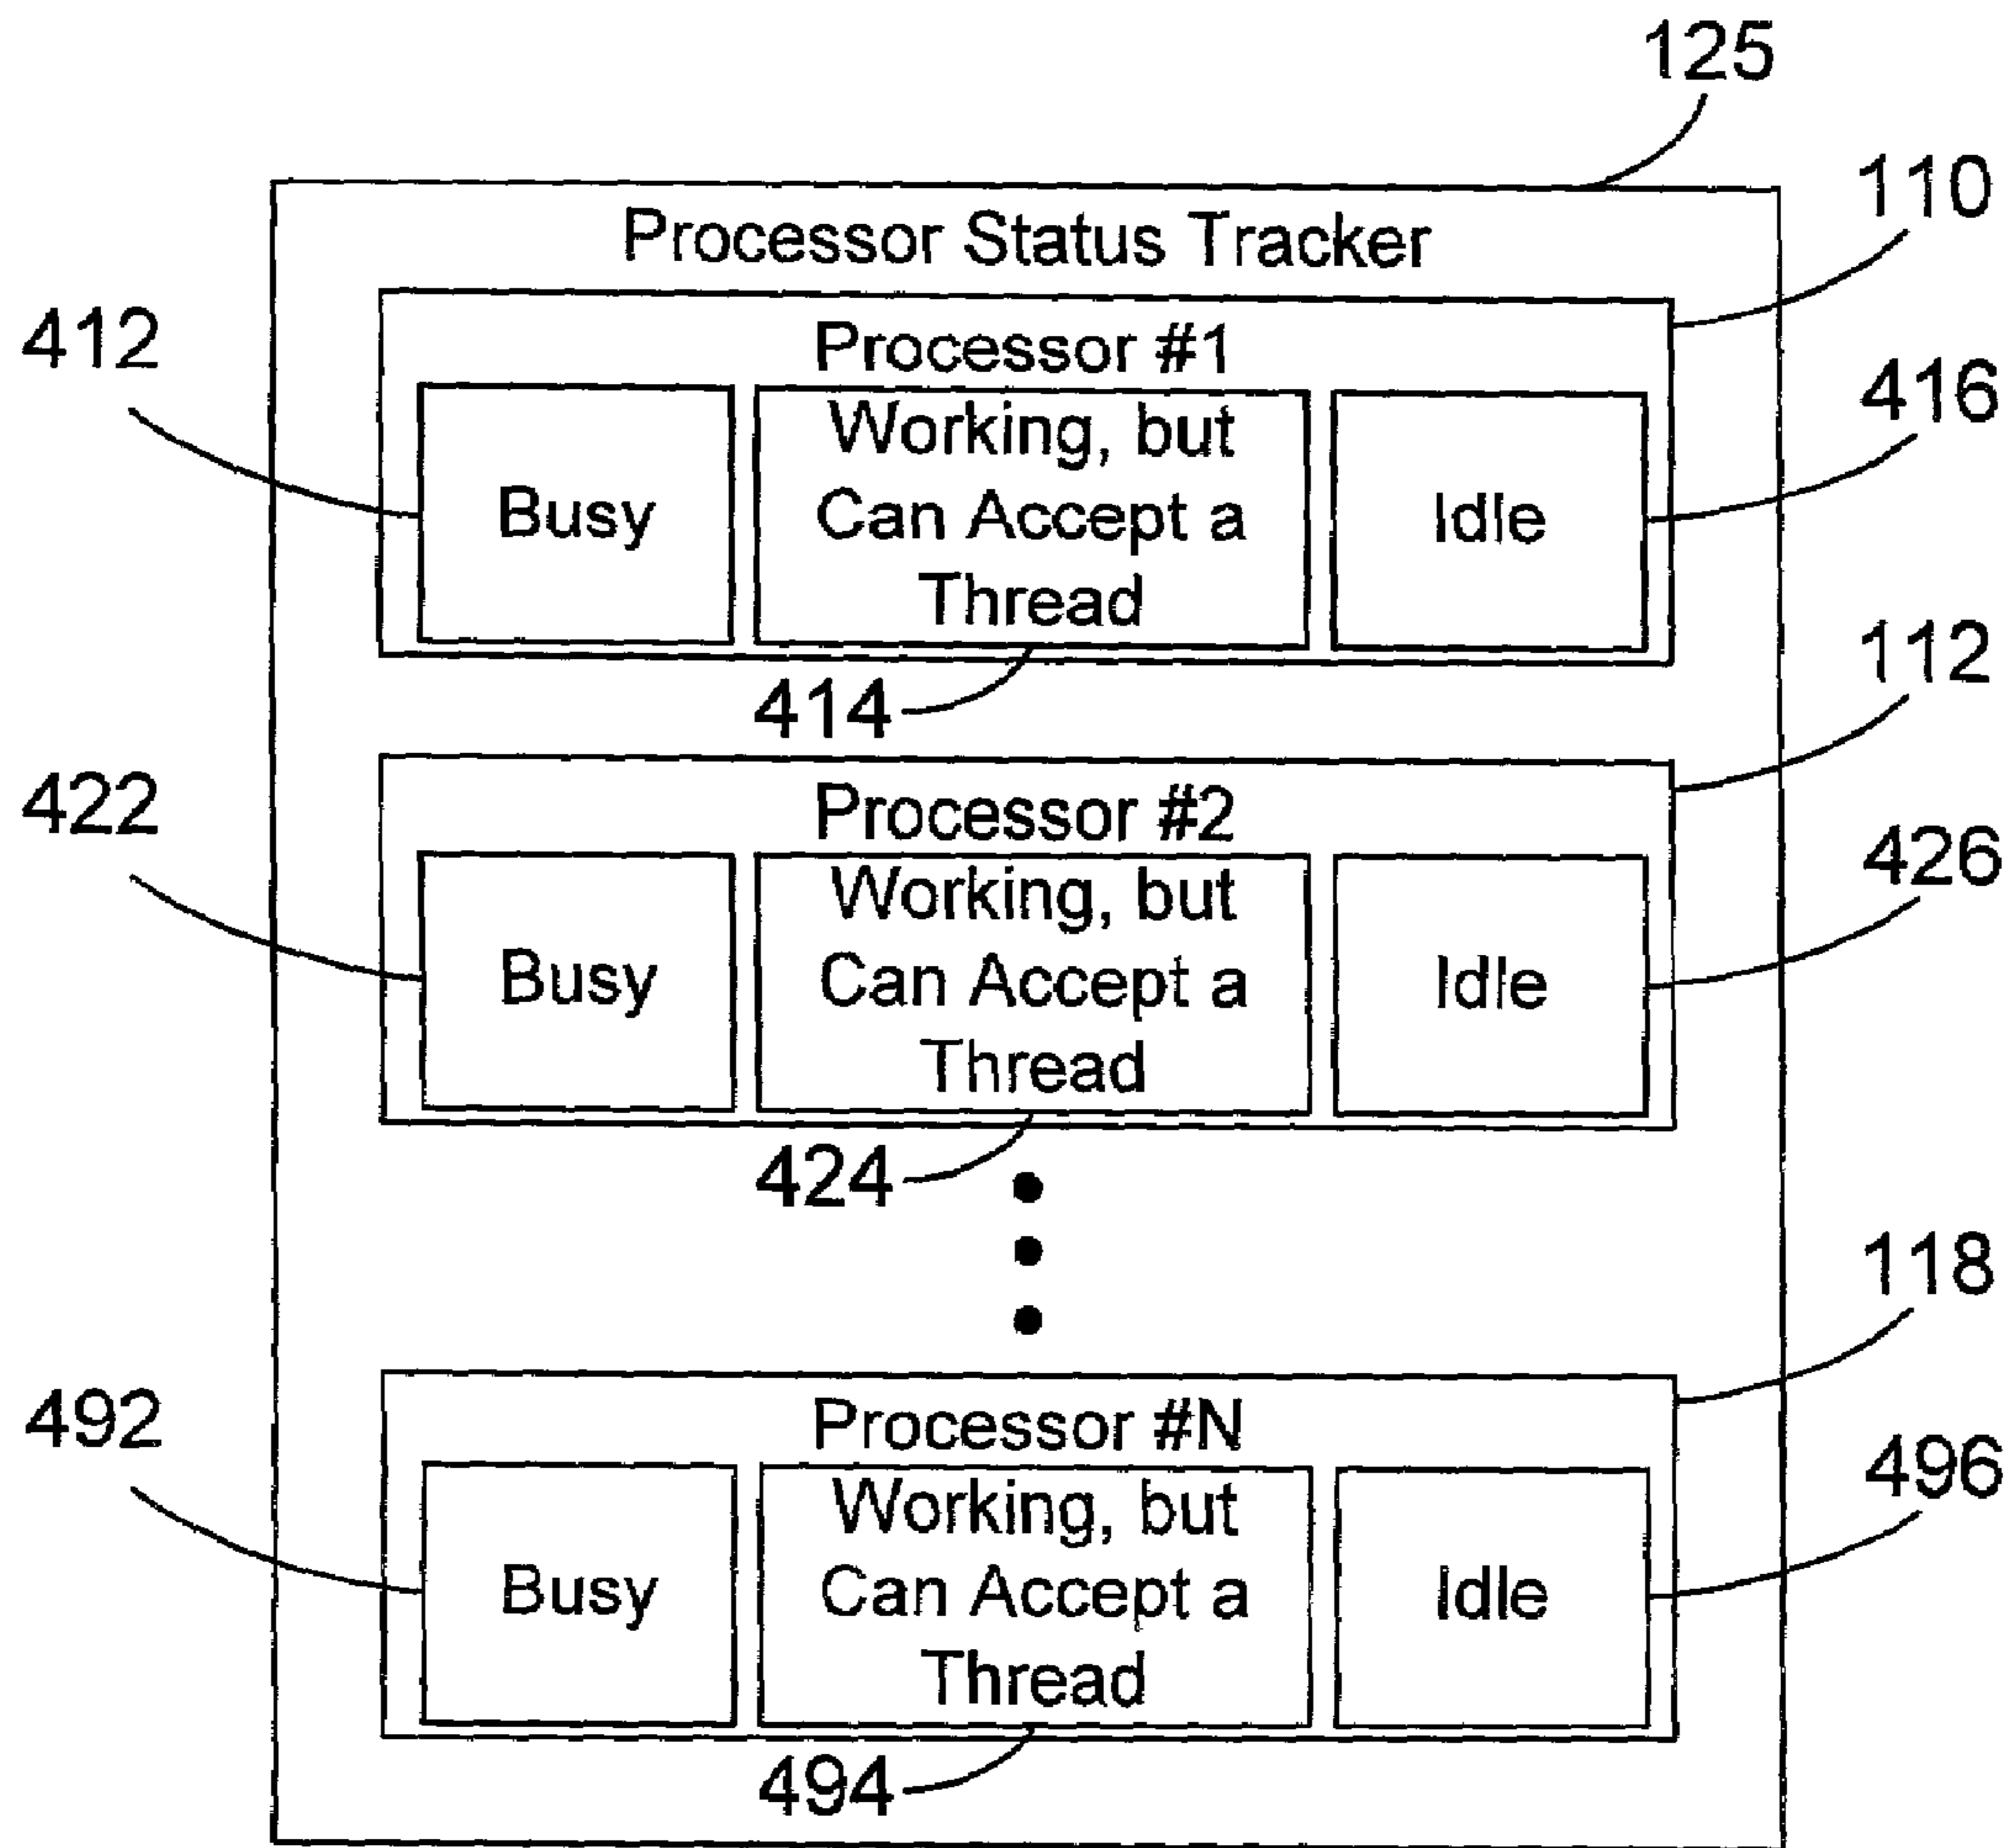 125
110
Processor Status Tracker
412
Processor #1
416
Working, but
Busy
Can Accept a
Idle
Thread
112
414
422
Processor #2
426
Working, but
Busy
Can Accept a
Idle
Thread
424
118
492
Processor #N
496
Working, but
Busy
Can Accept a
Idle
Thread
494